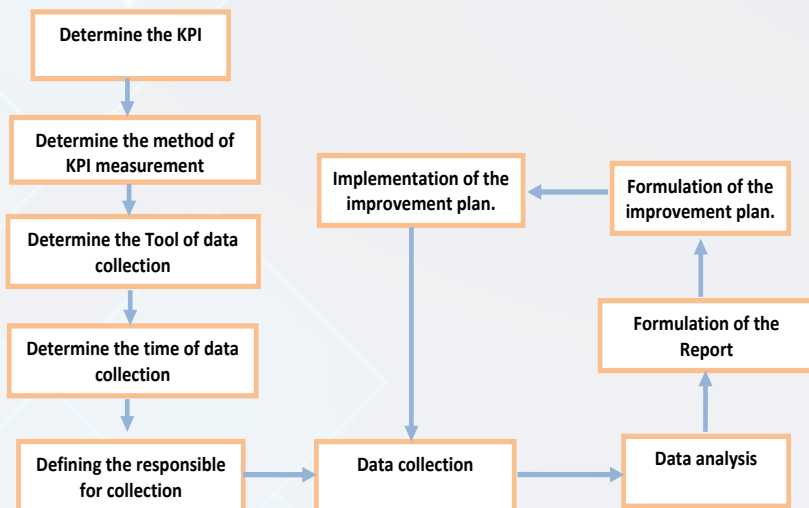 Determine the KPI
Determine the method of
KPI measurement
Determine the Tool of data
collection
Determine the time of data
collection
Defining the responsible
for collection
Data collection
Data analysis
Formulation of the
Report
Formulation of the
improvement plan.
Implementation of the
improvement plan.